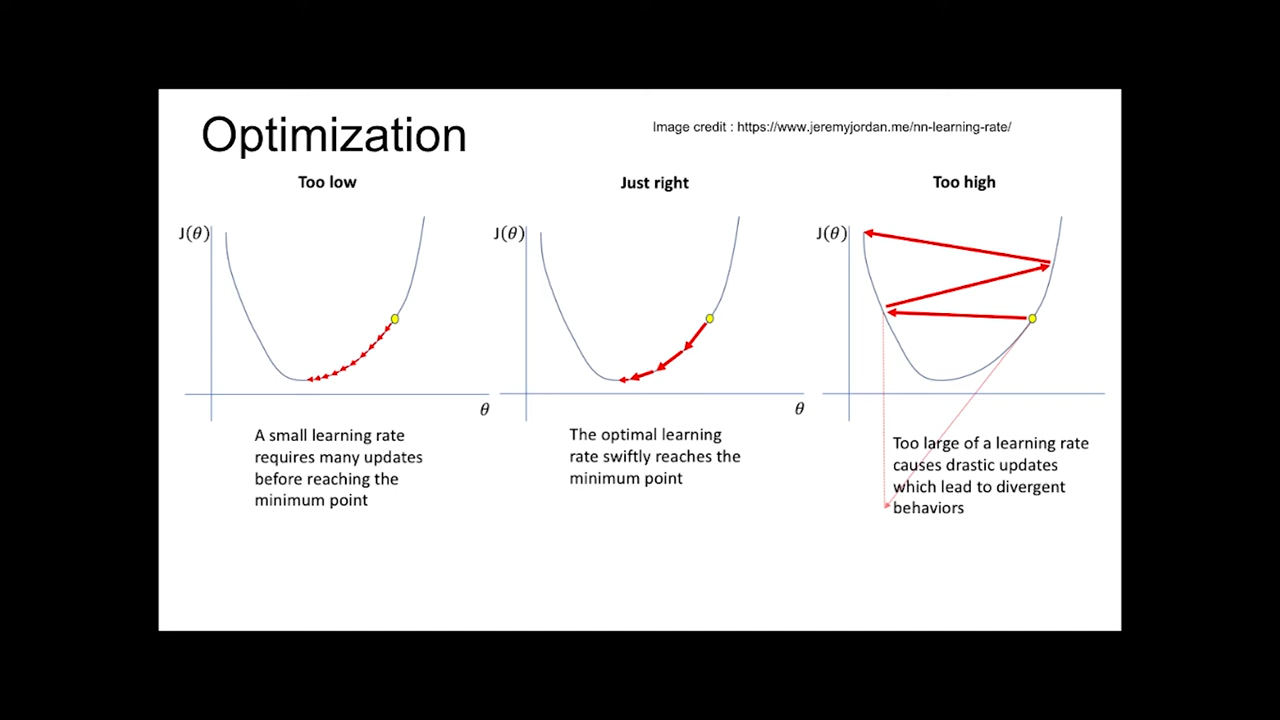 Optimization
Image credit : https://www.jeremyjordan.me/nn-learning-rate/
Too low
J(θ)
θ
A small learning rate
requires many updates
before reaching the
minimum point
Just right
J(θ)
θ
The optimal learning
rate swiftly reaches the
minimum point
Too high
J(θ)
Too large of a learning rate
causes drastic updates
which lead to divergent
behaviors